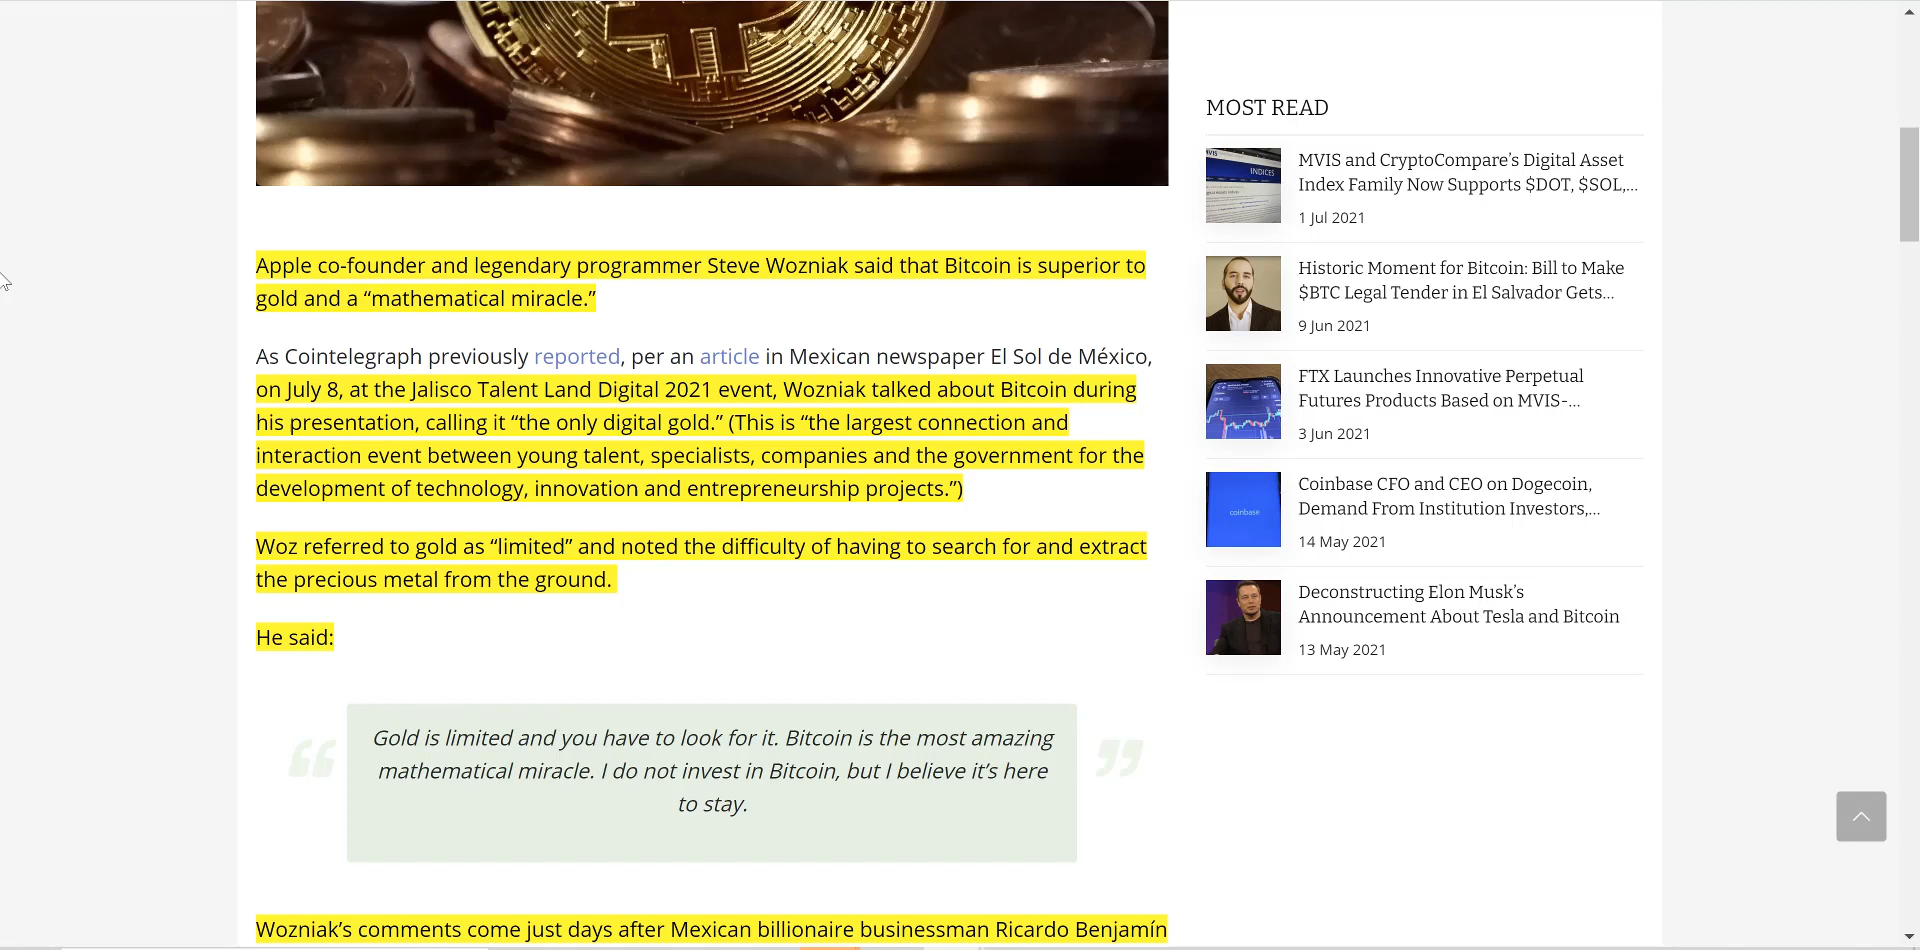 Apple co-founder and legendary programmer Steve Wozniak said that Bitcoin is superior to
gold and a “mathematical miracle.”
As Cointelegraph previously reported, per an article in Mexican newspaper El Sol de México,
on July 8, at the Jalisco Talent Land Digital 2021 event, Wozniak talked about Bitcoin during
his presentation, calling it “the only digital gold.” (This is “the largest connection and
interaction event between young talent, specialists, companies and the government for the
development of technology, innovation and entrepreneurship projects.”)
Woz referred to gold as “limited” and noted the difficulty of having to search for and extract
the precious metal from the ground.
He said:
Gold is limited and you have to look for it. Bitcoin is the most amazing
mathematical miracle. I do not invest in Bitcoin, but I believe it’s here
to stay.
Wozniak’s comments come just days after Mexican billionaire businessman Ricardo Benjamín
MOST READ
INDICES
MVIS and CryptoCompare’s Digital Asset
Index Family Now Supports $DOT, $SOL,...
1 Jul 2021
Historic Moment for Bitcoin: Bill to Make
$BTC Legal Tender in El Salvador Gets...
9 Jun 2021
FTX Launches Innovative Perpetual
Futures Products Based on MVIS-...
3 Jun 2021
coinbase
Coinbase CFO and CEO on Dogecoin,
Demand From Institution Investors,...
14 May 2021
Deconstructing Elon Musk’s
Announcement About Tesla and Bitcoin
13 May 2021